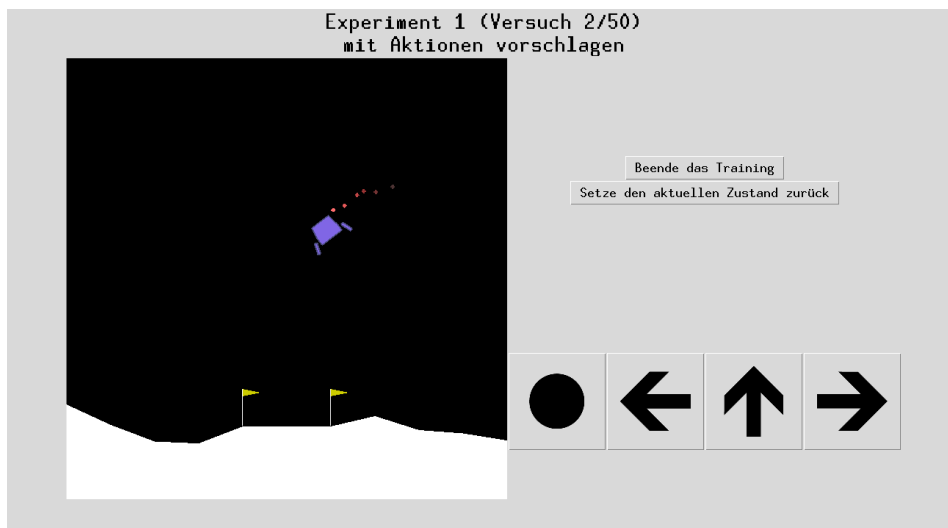 Experiment 1 (Versuch 2/50)
mit Aktionen vorschlagen
Beende das Training
Setze den aktuellen Zustand zurück